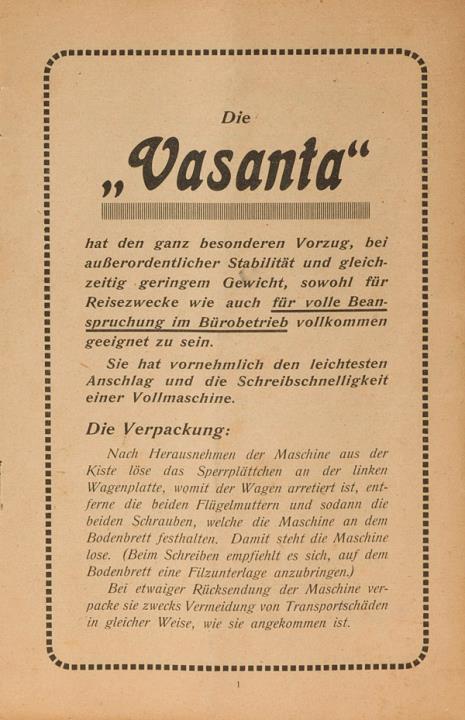 Die
„Vasanta“
hat den ganz besonderen Vorzug, bei
außerordentlicher Stabilität und gleich-
zeitig geringem Gewicht, sowohl für
Reisezwecke wie auch für volle Bean-
spruchung im Bürobetrieb vollkommen
geeignet zu sein.
Sie hat vornehmlich den leichtesten
Anschlag und die Schreibschnelligkeit
einer Vollmaschine.
Die Verpackung:
Nach Herausnehmen der Maschine aus der
Kiste löse das Sperrplättchen an der linken
Wagenplatte, womit der Wagen arretiert ist, ent-
ferne die beiden Flügelmuttern und sodann die
beiden Schrauben, welche die Maschine an dem
Bodenbrett festhalten. Damit steht die Maschine
lose. (Beim Schreiben empfiehlt es sich, auf dem
Bodenbrett eine Filzunterlage anzubringen.)
Bei etwaiger Rücksendung der Maschine ver-
packe sie zwecks Vermeidung von Transportschäden
in gleicher Weise, wie sie angekommen ist.
1